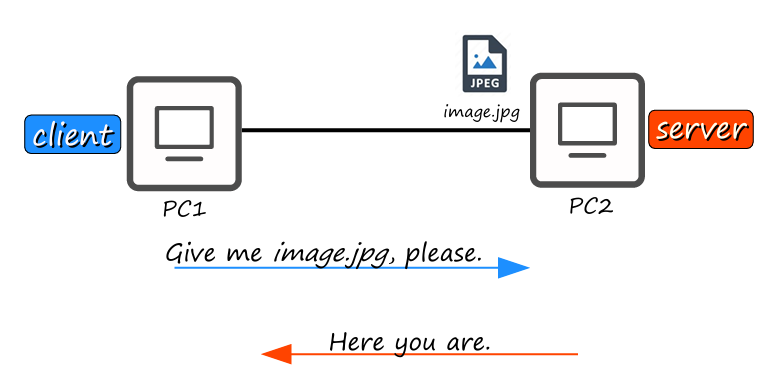 JPEG
image.jpg
client
server
PC1
PC2
Give me image.jpg, please.
Here you are.